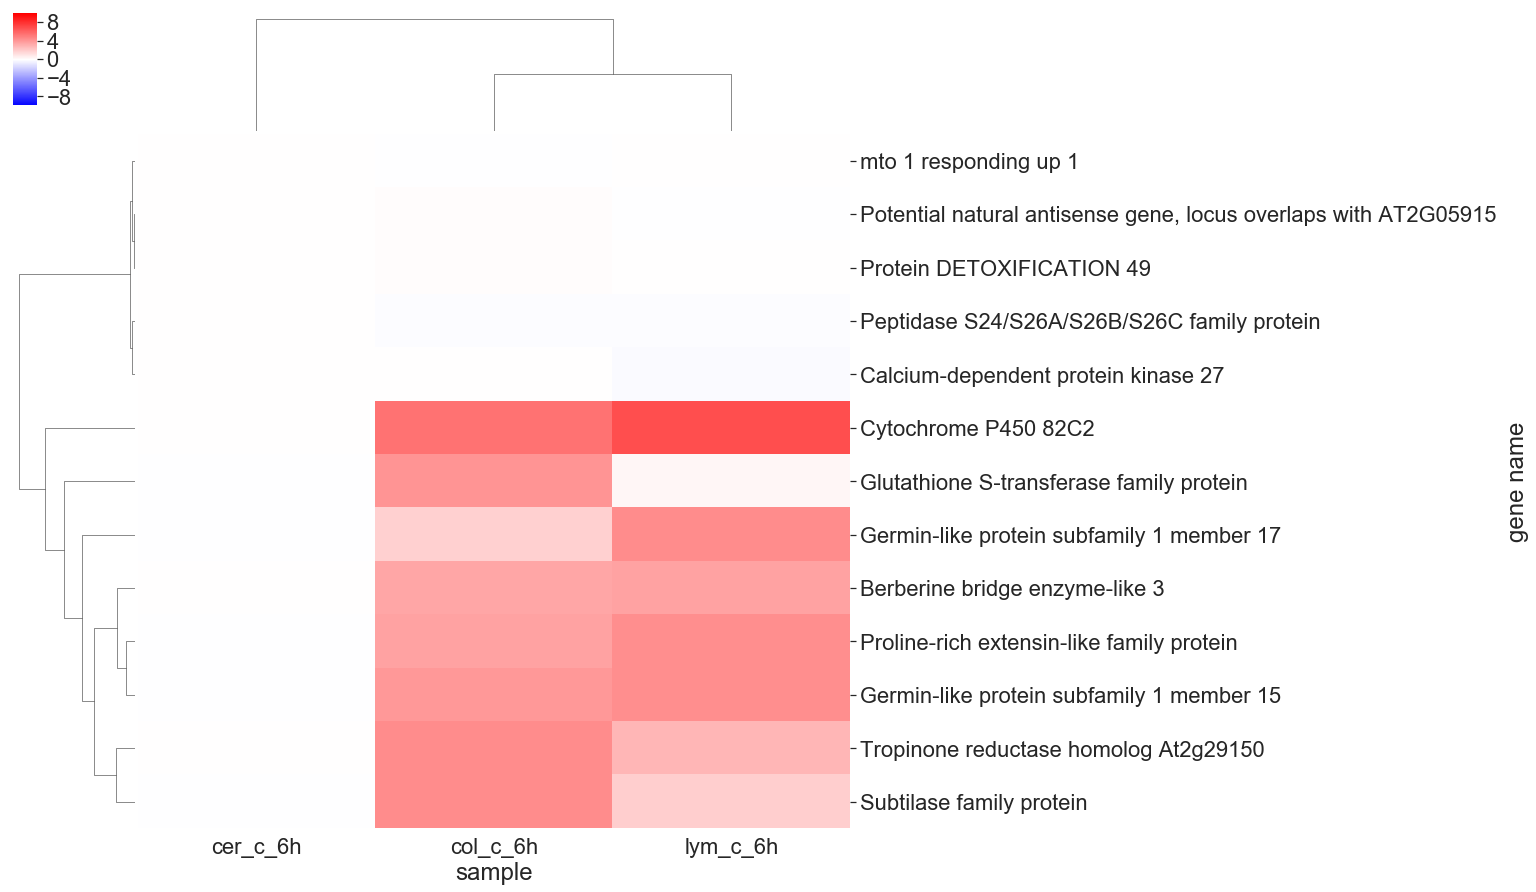 8
4
0
−4
−8
mto 1 responding up 1
Potential natural antisense gene, locus overlaps with AT2G05915
Protein DETOXIFICATION 49
Peptidase S24/S26A/S26B/S26C family protein
Calcium-dependent protein kinase 27
Cytochrome P450 82C2
Glutathione S-transferase family protein
Germin-like protein subfamily 1 member 17
Berberine bridge enzyme-like 3
Proline-rich extensin-like family protein
Germin-like protein subfamily 1 member 15
Tropinone reductase homolog At2g29150
Subtilase family protein
gene name
cer_c_6h col_c_6h lym_c_6h
sample